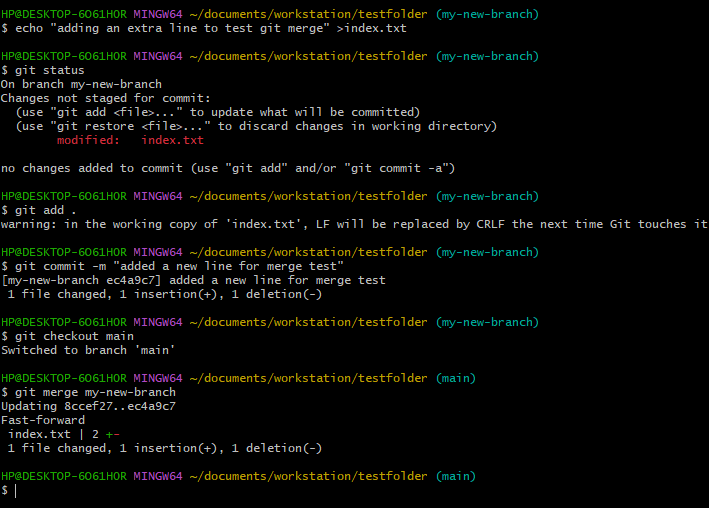 HP@DESKTOP-6O61HOR MINGW64 ~/documents/workstation/testfolder (my-new-branch)
$ echo "adding an extra line to test git merge" >index.txt
HP@DESKTOP-6O61HOR MINGW64 ~/documents/workstation/testfolder (my-new-branch)
$ git status
On branch my-new-branch
Changes not staged for commit:
  (use "git add <file>..." to update what will be committed)
  (use "git restore <file>..." to discard changes in working directory)
        modified:   index.txt
no changes added to commit (use "git add" and/or "git commit -a")
HP@DESKTOP-6O61HOR MINGW64 ~/documents/workstation/testfolder (my-new-branch)
$ git add .
warning: in the working copy of 'index.txt', LF will be replaced by CRLF the next time Git touches it
HP@DESKTOP-6O61HOR MINGW64 ~/documents/workstation/testfolder (my-new-branch)
$ git commit -m "added a new line for merge test"
[my-new-branch ec4a9c7] added a new line for merge test
 1 file changed, 1 insertion(+), 1 deletion(-)
HP@DESKTOP-6O61HOR MINGW64 ~/documents/workstation/testfolder (my-new-branch)
$ git checkout main
Switched to branch 'main'
HP@DESKTOP-6O61HOR MINGW64 ~/documents/workstation/testfolder (main)
$ git merge my-new-branch
Updating 8ccef27..ec4a9c7
Fast-forward
 index.txt | 2 +-
 1 file changed, 1 insertion(+), 1 deletion(-)
HP@DESKTOP-6O61HOR MINGW64 ~/documents/workstation/testfolder (main)
$